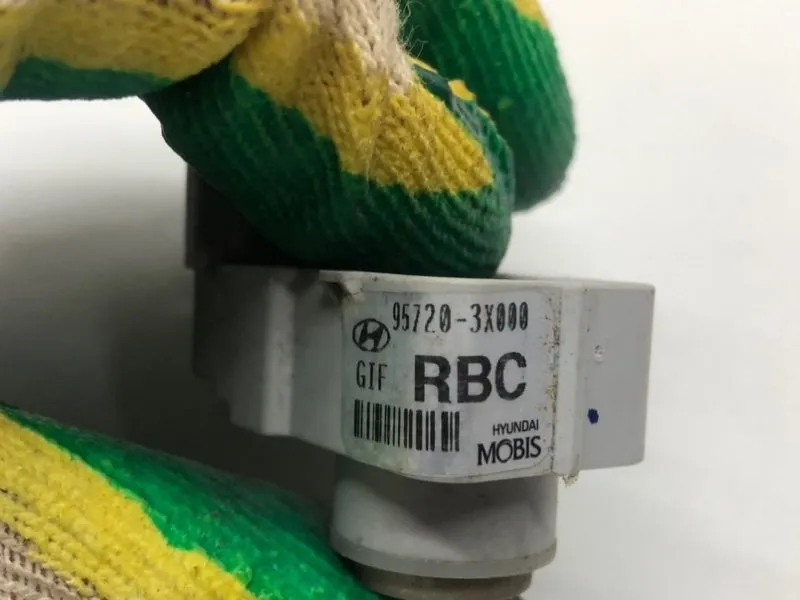 95720-3X000
GIF RBC
HYUNDAI
MOBIS